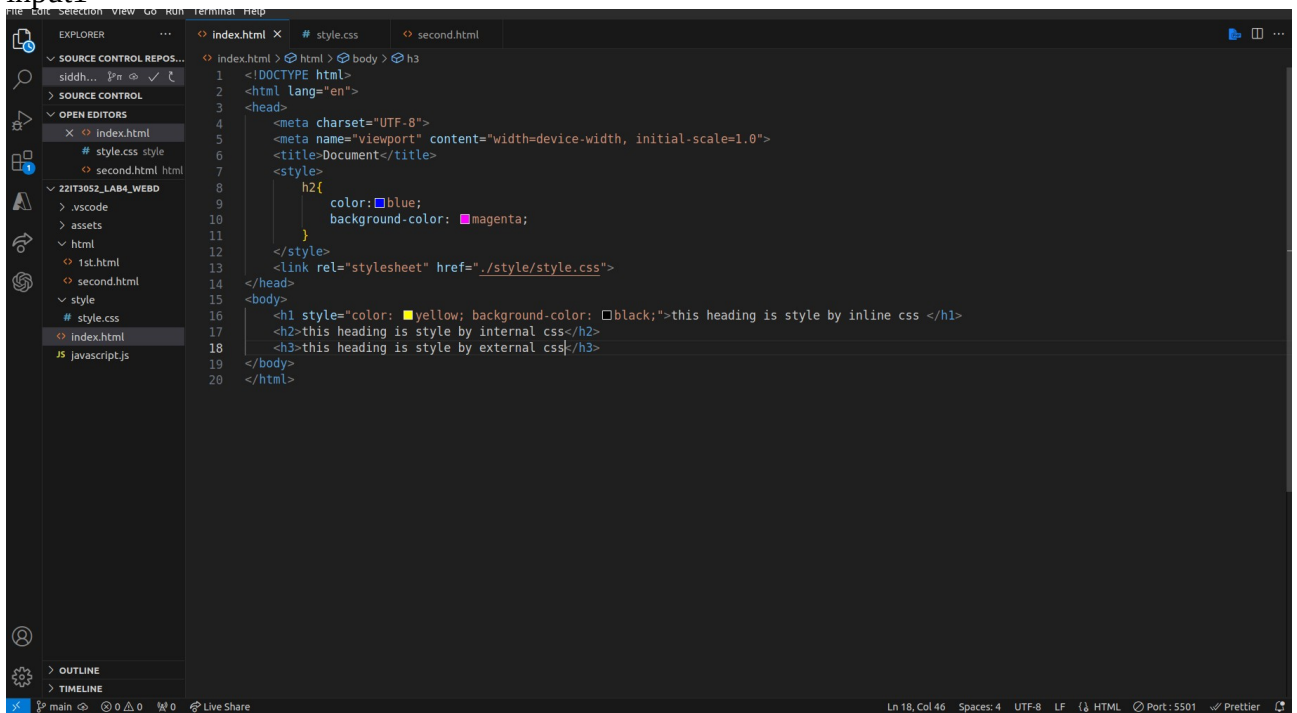 input1
File Edit Selection View Go Run Terminal Help
EXPLORER ...
SOURCE CONTROL REPOS...
siddh...
SOURCE CONTROL
OPEN EDITORS
index.html
# style.css style
second.html html
22IT3052_LAB4_WEBD
.vscode
assets
html
1st.html
second.html
style
# style.css
index.html
JS javascript.js
OUTLINE
TIMELINE
index.html # style.css second.html
index.html > html > body > h3
1 <!DOCTYPE html>
2 <html lang="en">
3 <head>
4 <meta charset="UTF-8">
5 <meta name="viewport" content="width=device-width, initial-scale=1.0">
6 <title>Document</title>
7 <style>
8 h2{
9 color:blue;
10 background-color: magenta;
11 }
12 </style>
13 <link rel="stylesheet" href="./style/style.css">
14 </head>
15 <body>
16 <h1 style="color: yellow; background-color: black;">this heading is style by inline css </h1>
17 <h2>this heading is style by internal css</h2>
18 <h3>this heading is style by external css</h3>
19 </body>
20 </html>
1
main 0 0 0 Live Share Ln 18, Col 46 Spaces: 4 UTF-8 LF HTML Port : 5501 Prettier